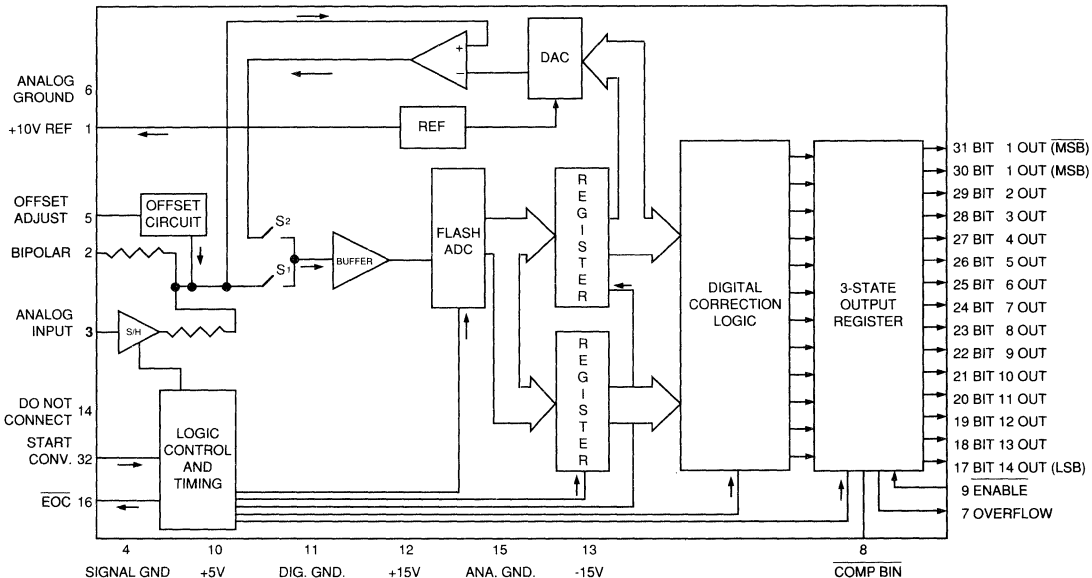 ANALOG
GROUND 6
+10V REF 1
OFFSET
ADJUST 5
BIPOLAR 2
ANALOG
INPUT 3
DO NOT
CONNECT 14
START
CONV. 32
EOC 16
OFFSET
CIRCUIT
S/H
LOGIC
CONTROL
AND
TIMING
+
−
DAC
REF
S2
S1
BUFFER
FLASH
ADC
REGISTER
REGISTER
DIGITAL
CORRECTION
LOGIC
3-STATE
OUTPUT
REGISTER
31 BIT 1 OUT (MSB)
30 BIT 1 OUT (MSB)
29 BIT 2 OUT
28 BIT 3 OUT
27 BIT 4 OUT
26 BIT 5 OUT
25 BIT 6 OUT
24 BIT 7 OUT
23 BIT 8 OUT
22 BIT 9 OUT
21 BIT 10 OUT
20 BIT 11 OUT
19 BIT 12 OUT
18 BIT 13 OUT
17 BIT 14 OUT (LSB)
9 ENABLE
7 OVERFLOW
4 10 11 12 15 13 8
SIGNAL GND +5V DIG. GND. +15V ANA. GND. -15V COMP BIN